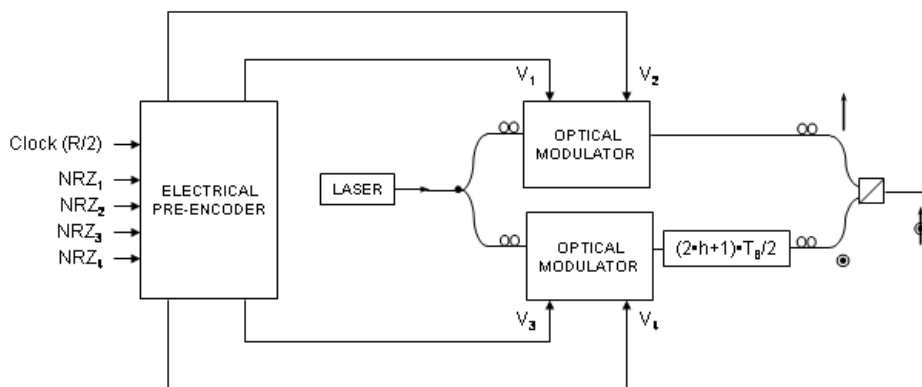 V1 V2
Clock (R/2)
NRZ1
NRZ2
NRZ3
NRZ4
ELECTRICAL
PRE-ENCODER
LASER
OPTICAL
MODULATOR
OPTICAL
MODULATOR
(2•h+1)•TB/2
V3 V4